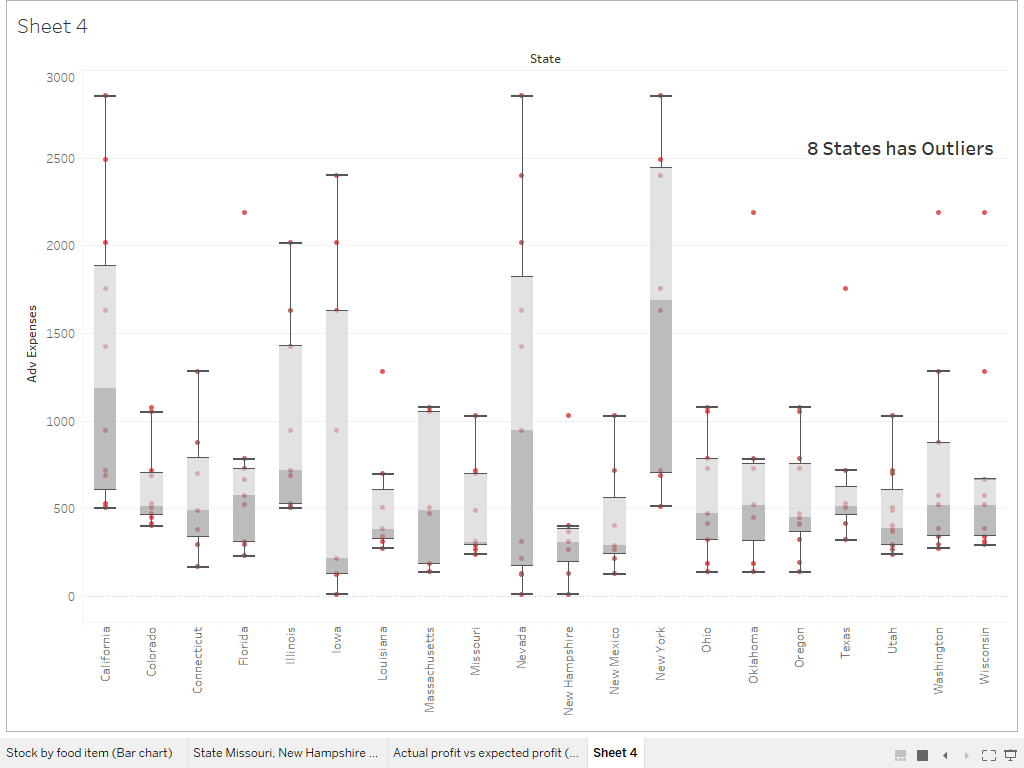 Sheet 4
State
3000
2500
2000
1500
1000
500
0
Adv Expenses
8 States has Outliers
California
Colorado
Connecticut
Florida
Illinois
Iowa
Louisiana
Massachusetts
Missouri
Nevada
New Hampshire
New Mexico
New York
Ohio
Oklahoma
Oregon
Texas
Utah
Washington
Wisconsin
Stock by food item (Bar chart)
State Missouri, New Hampshire ...
Actual profit vs expected profit (...
Sheet 4